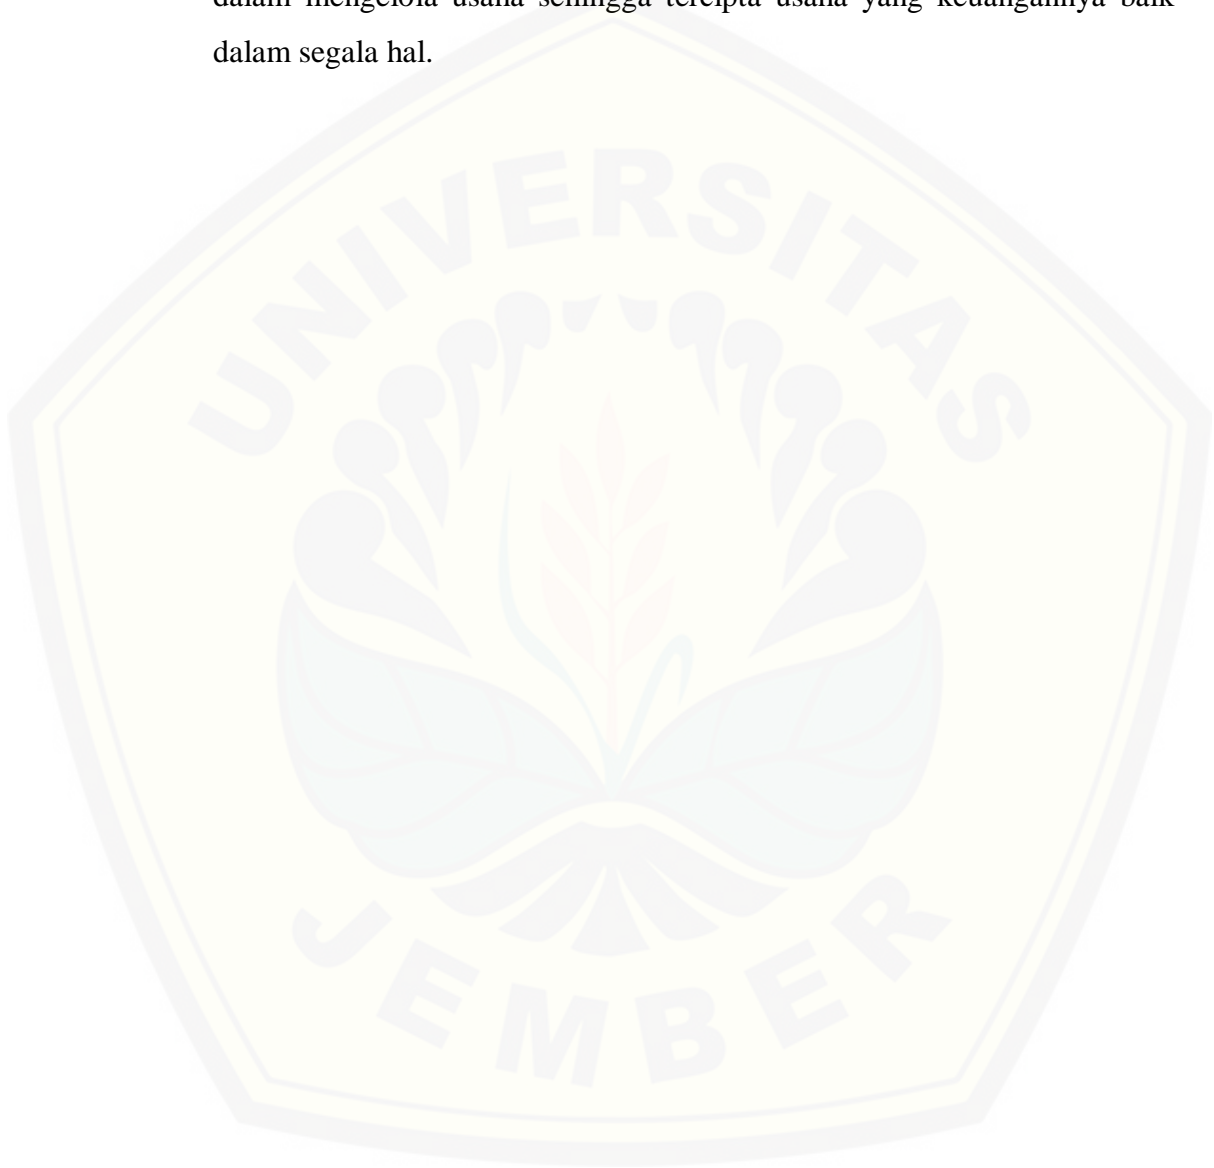 dalam mengelola usaha sehingga tercipta usaha yang keuangannya baik
dalam segala hal.
UNIVERSITAS
JEMBER